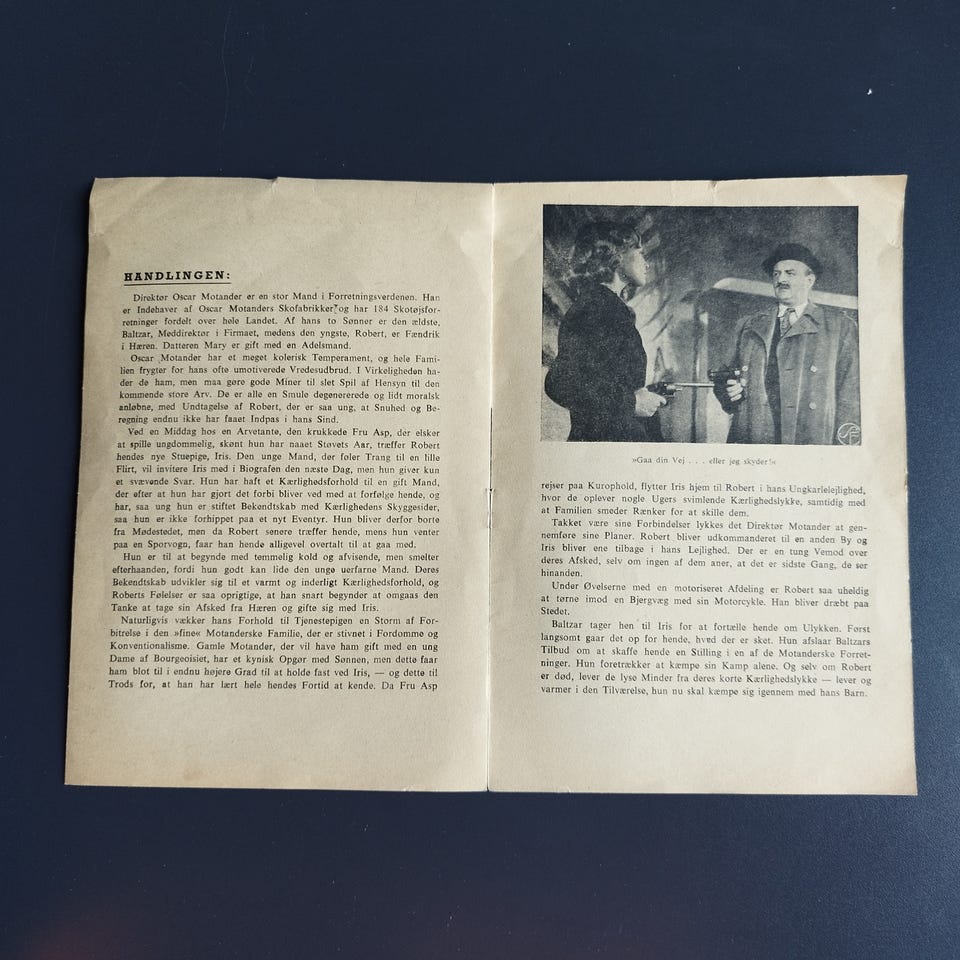 HANDLINGEN:
Direktør Oscar Motander er en stor Mand i Forretningsverdenen. Han
er Indehaver af Oscar Motanders Skofabrikker og har 184 Skotøjsfor-
retninger fordelt over hele Landet. Af hans to Sønner er den ældste,
Baltzar, Meddirektør i Firmaet, medens den yngste, Robert, er Fændrik
i Hæren. Datteren Mary er gift med en Adelsmand.
Oscar Motander har et meget kolerisk Temperament, og hele Fami-
lien frygter for hans ofte umotiverede Vredesudbrud. I Virkeligheden ha-
der de ham, men maa gøre gode Miner til slet Spil af Hensyn til den
kommende store Arv. De er alle en Smule degenererede og lidt moralsk
anløbne, med Undtagelse af Robert, der er saa ung, at Snuhed og Be-
regning endnu ikke har faaet Indpas i hans Sind.
Ved en Middag hos en Arvetante, den krukkede Fru Asp, der elsker
at spille ungdommelig, skønt hun har naaet Støvets Aar, træffer Robert
hendes nye Stuepige, Iris. Den unge Mand, der føler Trang til en lille
Flirt, vil invitere Iris med i Biografen den næste Dag, men hun giver kun
et svævende Svar. Hun har haft et Kærlighedsforhold til en gift Mand,
der efter at hun har gjort det forbi bliver ved med at forfølge hende, og
har, saa ung hun er stiftet Bekendtskab med Kærlighedens Skyggesider,
saa hun er ikke forhippet paa et nyt Eventyr. Hun bliver derfor borte
fra Mødestedet, men da Robert senere træffer hende, mens hun venter
paa en Sporvogn, faar han hende alligevel overtalt til at gaa med.
Hun er til at begynde med temmelig kold og afvisende, men smelter
efterhaanden, fordi hun godt kan lide den unge uerfarne Mand. Deres
Bekendtskab udvikler sig til et varmt og inderligt Kærlighedsforhold, og
Roberts Følelser er saa oprigtige, at han snart begynder at omgaas den
Tanke at tage sin Afsked fra Hæren og gifte sig med Iris.
Naturligvis vækker hans Forhold til Tjenestepigen en Storm af For-
bitrelse i den »fine« Motanderske Familie, der er stivnet i Fordomme og
Konventionalisme. Gamle Motander, der vil have ham gift med en ung
Dame af Bourgeoisiet, har et kynisk Opgør med Sønnen, men dette faar
ham blot til i endnu højere Grad til at holde fast ved Iris, — og dette til
Trods for, at han har lært hele hendes Fortid at kende. Da Fru Asp
SF
»Gaa din Vej . . . eller jeg skyder!«
rejser paa Kurophold, flytter Iris hjem til Robert i hans Ungkarlelejlighed,
hvor de oplever nogle Ugers svimlende Kærlighedslykke, samtidig med
at Familien smeder Rænker for at skille dem.
Takket være sine Forbindelser lykkes det Direktør Motander at gen-
nemføre sine Planer. Robert bliver udkommanderet til en anden By og
Iris bliver ene tilbage i hans Lejlighed. Der er en tung Vemod over
deres Afsked, selv om ingen af dem aner, at det er sidste Gang, de ser
hinanden.
Under Øvelserne med en motoriseret Afdeling er Robert saa uheldig
at tørne imod en Bjergvæg med sin Motorcykle. Han bliver dræbt paa
Stedet.
Baltzar tager hen til Iris for at fortælle hende om Ulykken. Først
langsomt gaar det op for hende, hvad der er sket. Hun afslaar Baltzars
Tilbud om at skaffe hende en Stilling i en af de Motanderske Forret-
ninger. Hun foretrækker at kæmpe sin Kamp alene. Og selv om Robert
er død, lever de lyse Minder fra deres korte Kærlighedslykke — lever og
varmer i den Tilværelse, hun nu skal kæmpe sig igennem med hans Barn.